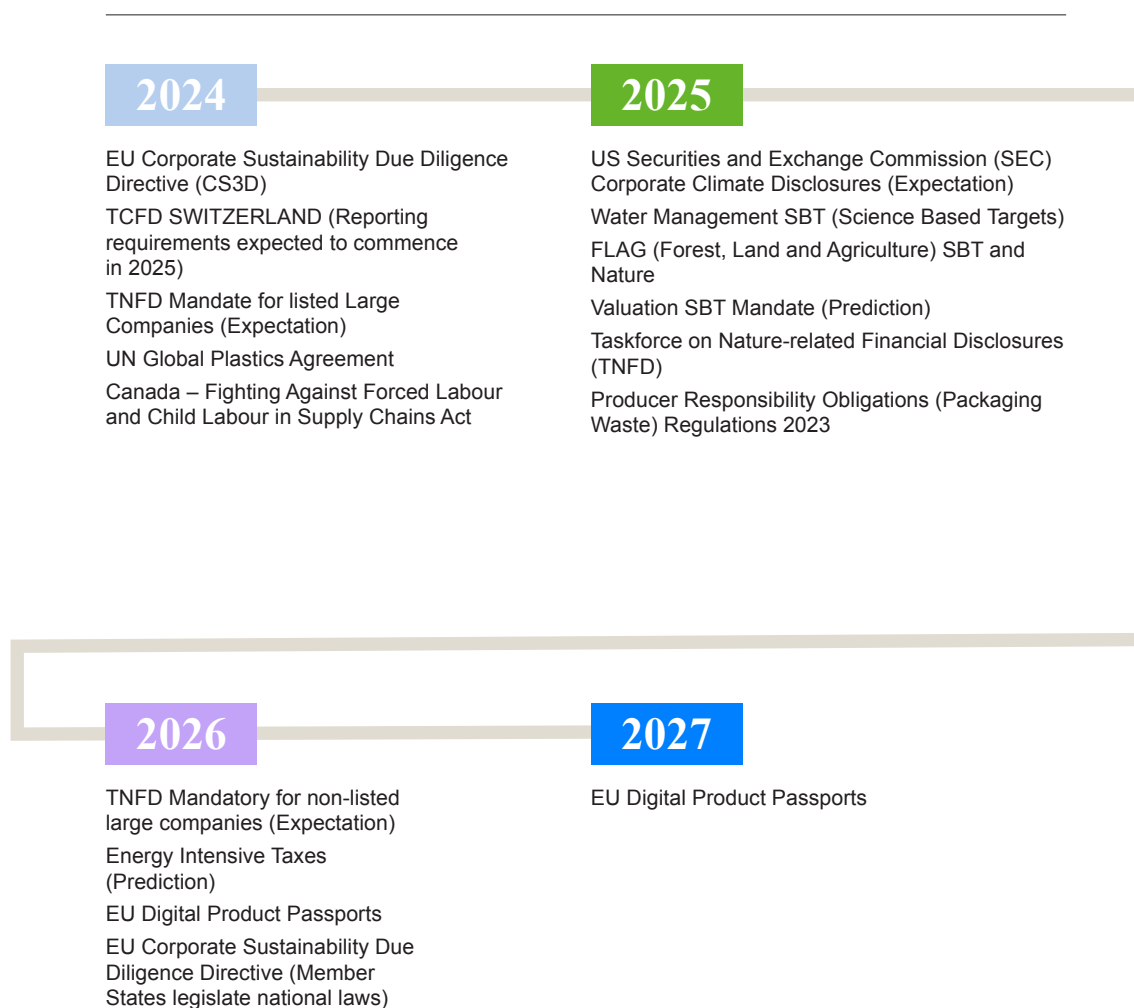 2024
EU Corporate Sustainability Due Diligence
Directive (CS3D)
TCFD SWITZERLAND (Reporting
requirements expected to commence
in 2025)
TNFD Mandate for listed Large
Companies (Expectation)
UN Global Plastics Agreement
Canada – Fighting Against Forced Labour
and Child Labour in Supply Chains Act
2025
US Securities and Exchange Commission (SEC)
Corporate Climate Disclosures (Expectation)
Water Management SBT (Science Based Targets)
FLAG (Forest, Land and Agriculture) SBT and
Nature
Valuation SBT Mandate (Prediction)
Taskforce on Nature-related Financial Disclosures
(TNFD)
Producer Responsibility Obligations (Packaging
Waste) Regulations 2023
2026
TNFD Mandatory for non-listed
large companies (Expectation)
Energy Intensive Taxes
(Prediction)
EU Digital Product Passports
EU Corporate Sustainability Due
Diligence Directive (Member
States legislate national laws)
2027
EU Digital Product Passports